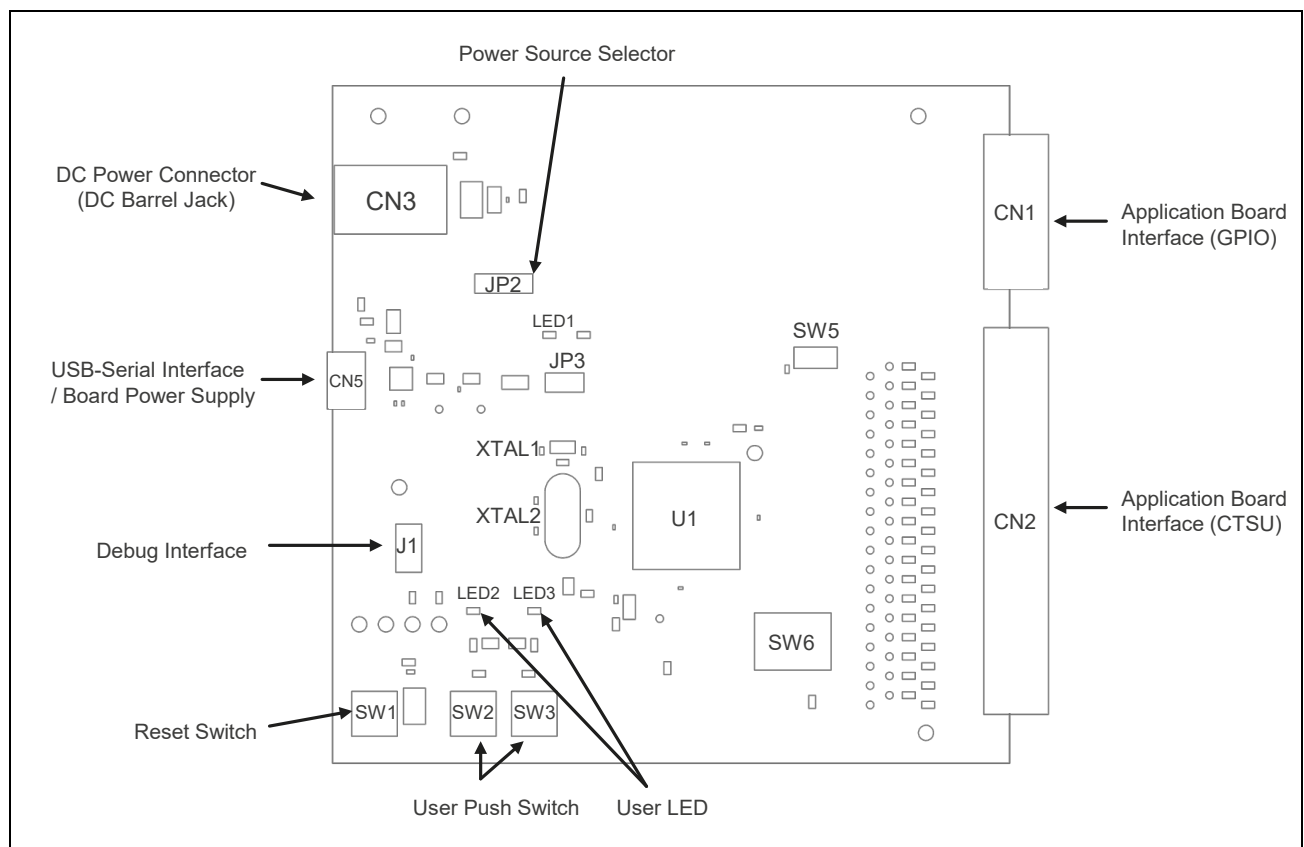 Power Source Selector
DC Power Connector
(DC Barrel Jack)
CN3
CN1
Application Board
Interface (GPIO)
JP2
LED1
SW5
JP3
USB-Serial Interface
/ Board Power Supply
CN5
XTAL1
XTAL2
U1
CN2
Application Board
Interface (CTSU)
Debug Interface
J1
LED2
LED3
SW6
Reset Switch
SW1
SW2
SW3
User Push Switch
User LED